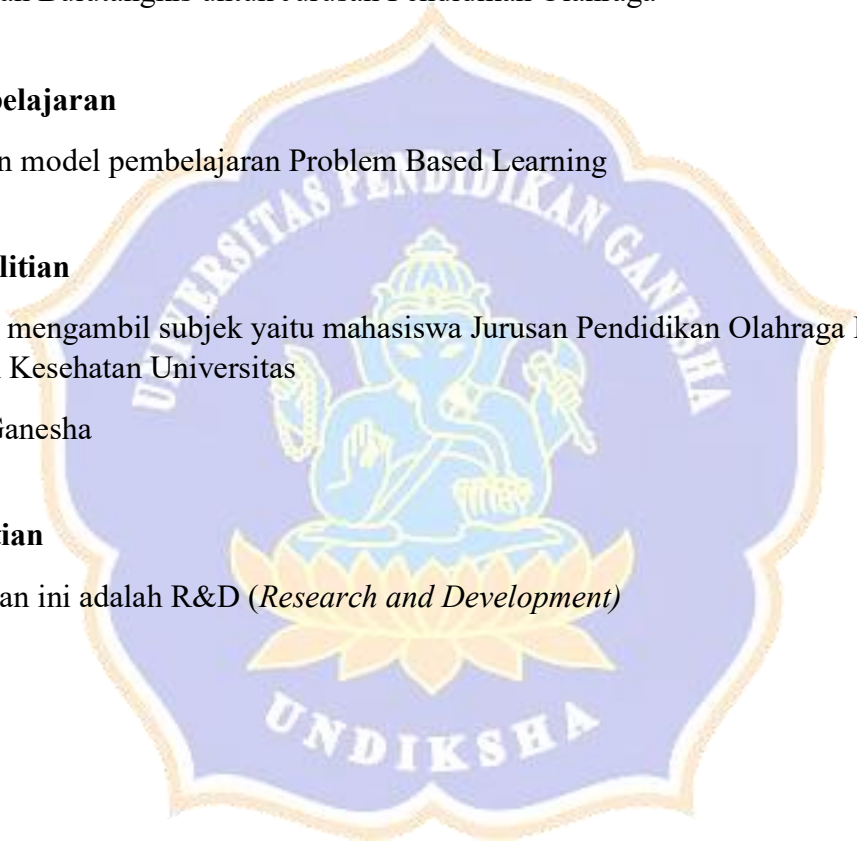 untuk Jurusan Pendidikan Olahraga
belajaran
n model pembelajaran Problem Based Learning
UNIVERSITAS PENDIDIKAN GANESHA
litian
mengambil subjek yaitu mahasiswa Jurusan Pendidikan Olahraga
Kesehatan Universitas
Ganesha
tian
an ini adalah R&D (Research and Development)
UNDIKSHA